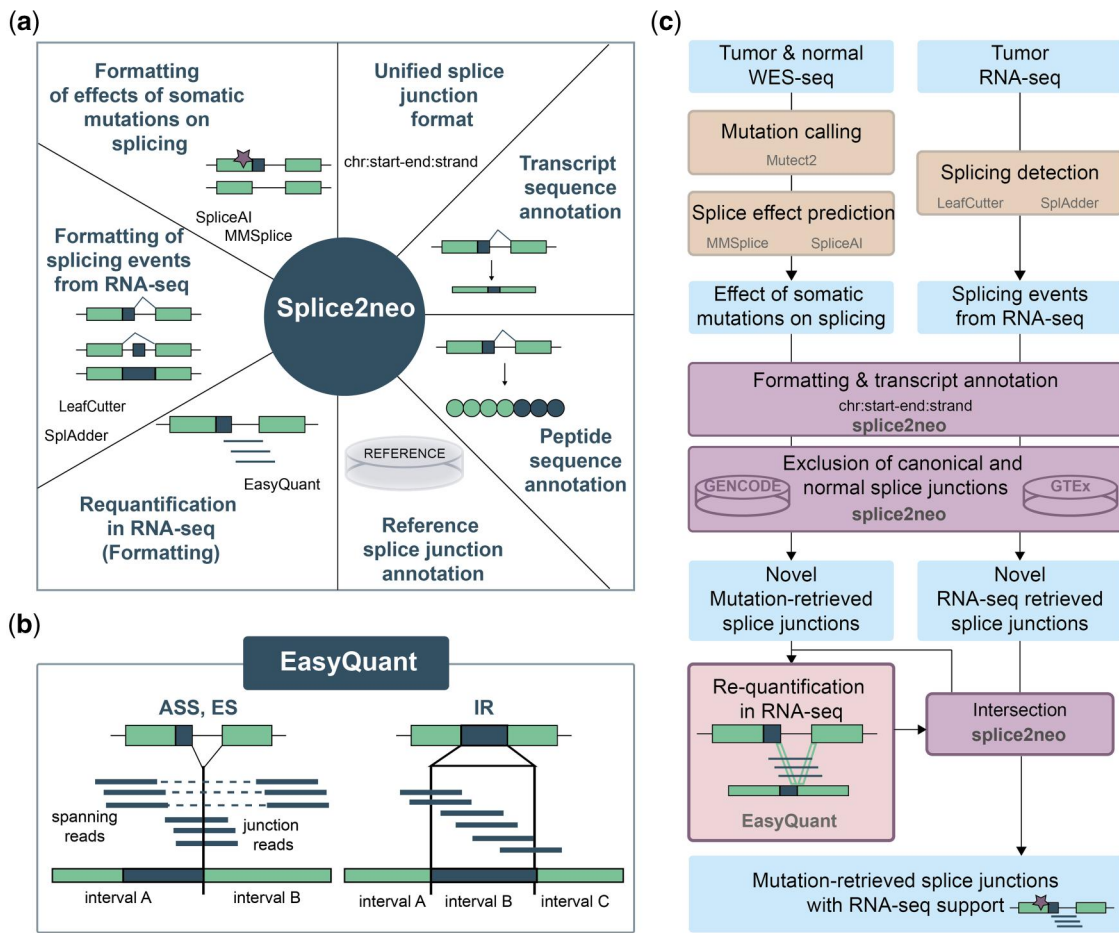 (a)
Formatting
of effects of somatic
mutations on
splicing
SpliceAI
MMSplice
Unified splice
junction
format
chr:start-end:strand
Transcript
sequence
annotation
Formatting of
splicing events
from RNA-seq
LeafCutter
SplAdder
Splice2neo
Peptide
sequence
annotation
EasyQuant
Requantification
in RNA-seq
(Formatting)
REFERENCE
Reference
splice junction
annotation
(b)
EasyQuant
ASS, ES
IR
spanning
reads
junction
reads
interval A
interval B
interval A
interval B
interval C
(c)
Tumor & normal
WES-seq
Tumor
RNA-seq
Mutation calling
Mutect2
Splicing detection
LeafCutter
SplAdder
Splice effect prediction
MMSplice
SpliceAI
Effect of somatic
mutations on splicing
Splicing events
from RNA-seq
Formatting & transcript annotation
chr:start-end:strand
splice2neo
Exclusion of canonical and
normal splice junctions
splice2neo
GENCODE
GTEx
Novel
Mutation-retrieved
splice junctions
Novel
RNA-seq retrieved
splice junctions
Re-quantification
in RNA-seq
EasyQuant
Intersection
splice2neo
Mutation-retrieved splice junctions
with RNA-seq support